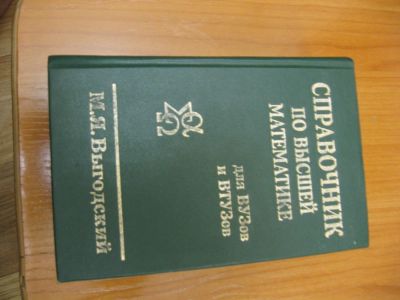 СПРАВОЧНИК
ПО ВЫСШЕЙ
МАТЕМАТИКЕ
для ВУЗов
и ВТУЗов
М.Я. Выгодский